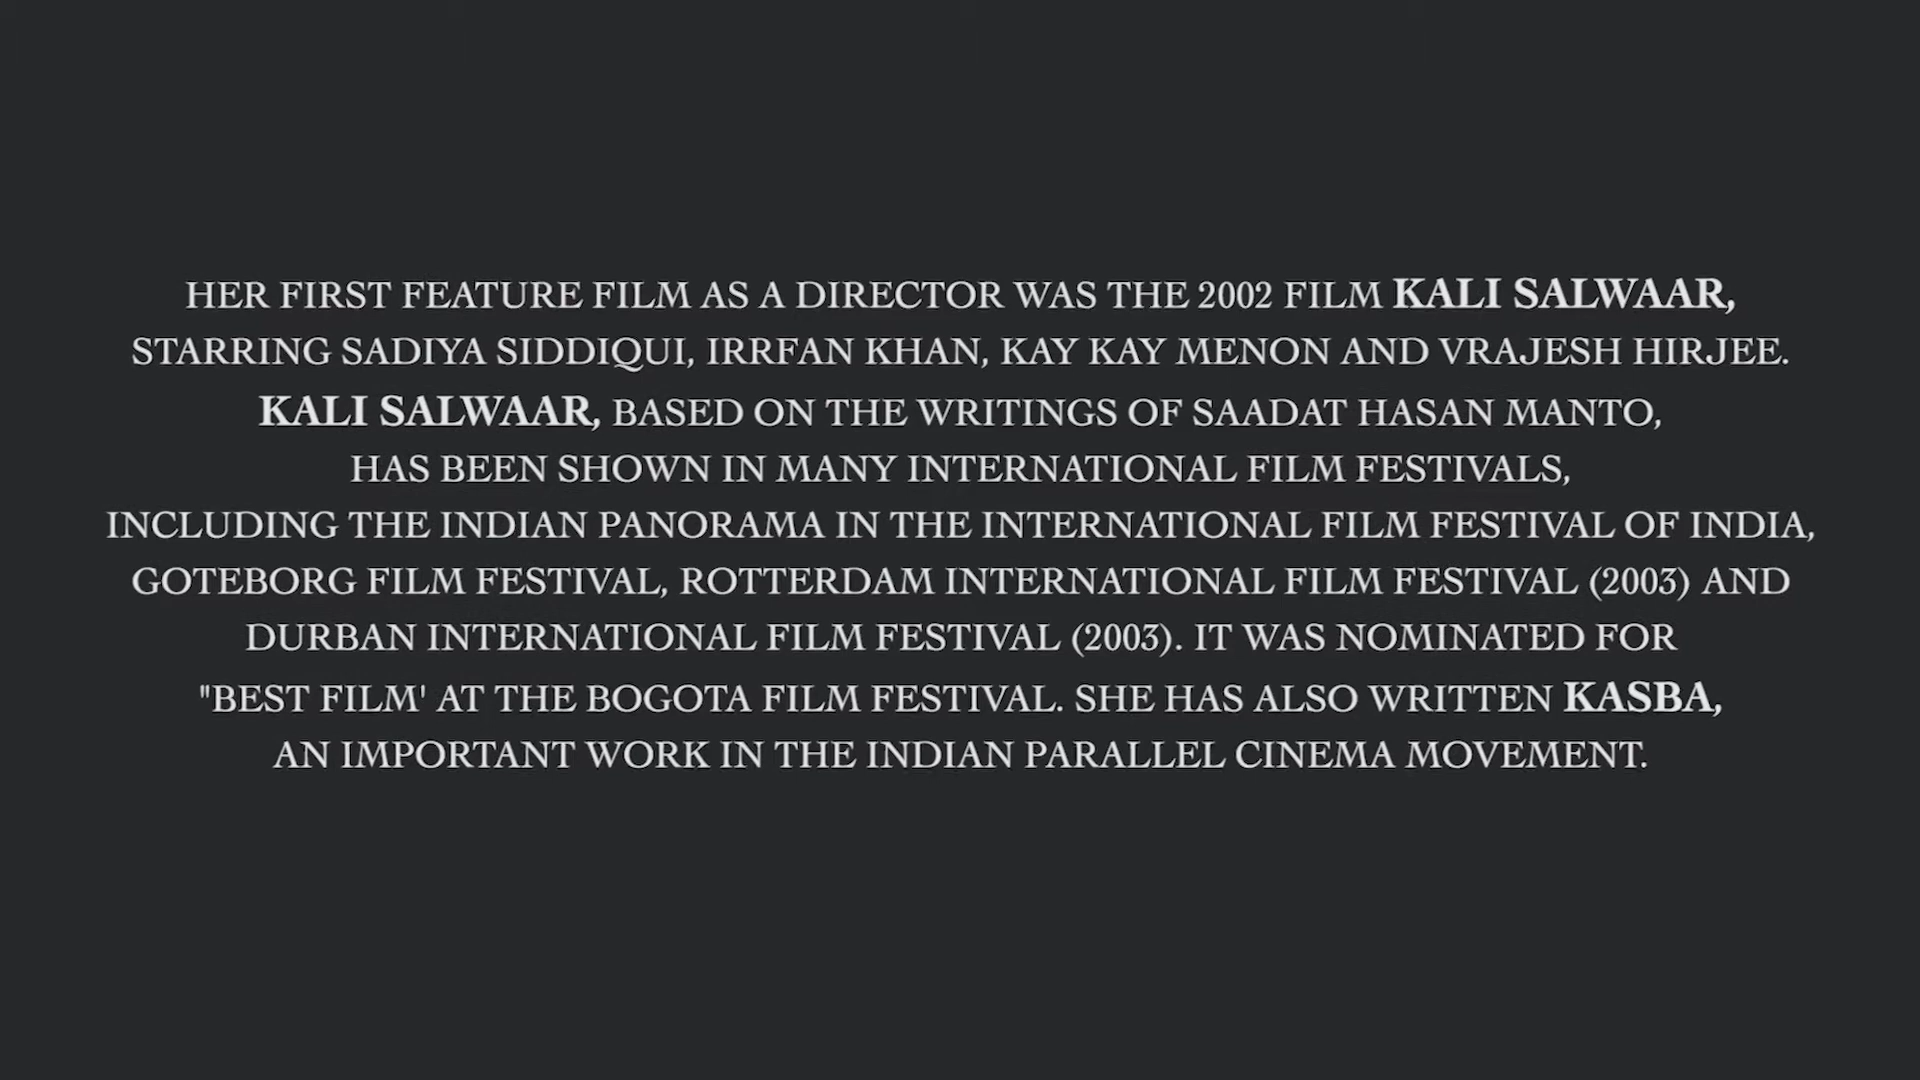 HER FIRST FEATURE FILM AS A DIRECTOR WAS THE 2002 FILM KALI SALWAAR,
STARRING SADIYA SIDDIQUI, IRRFAN KHAN, KAY KAY MENON AND VRAJESH HIRJEE.
KALI SALWAAR, BASED ON THE WRITINGS OF SAADAT HASAN MANTO,
HAS BEEN SHOWN IN MANY INTERNATIONAL FILM FESTIVALS,
INCLUDING THE INDIAN PANORAMA IN THE INTERNATIONAL FILM FESTIVAL OF INDIA,
GOTEBORG FILM FESTIVAL, ROTTERDAM INTERNATIONAL FILM FESTIVAL (2003) AND
DURBAN INTERNATIONAL FILM FESTIVAL (2003). IT WAS NOMINATED FOR
"BEST FILM' AT THE BOGOTA FILM FESTIVAL. SHE HAS ALSO WRITTEN KASBA,
AN IMPORTANT WORK IN THE INDIAN PARALLEL CINEMA MOVEMENT.